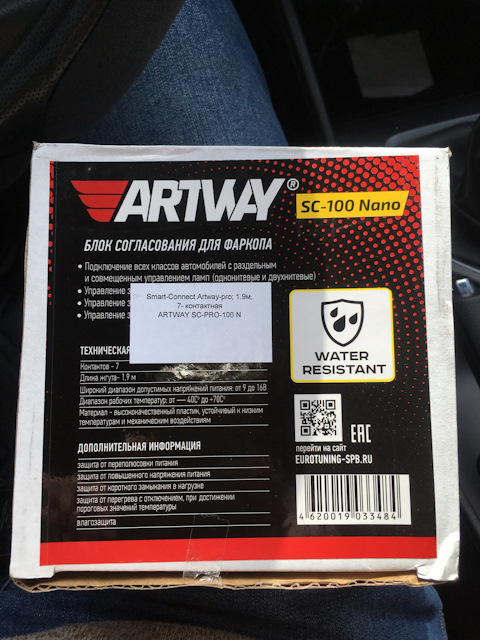 ARTWAY®
SC-100 Nano
БЛОК СОГЛАСОВАНИЯ ДЛЯ ФАРКОПА
• Подключение всех классов автомобилей с раздельным
и совмещенным управлением ламп (однонитевые и двухнитевые)
• Управление
• Управление
• Управление
Smart-Connect Artway-pro; 1.9м,
7- контактная
ARTWAY SC-PRO-100 N
WATER
RESISTANT
ТЕХНИЧЕСКАЯ
Контактов - 7
Длина жгута- 1,9 м
Широкий диапазон допустимых напряжений питания: от 9 до 16В
Диапазон рабочих температур: от — 40С° до +70С°
Материал - высококачественный пластик, устойчивый к низким
температурам и механическим воздействиям
EAC
перейти на сайт
EUROTUNING-SPB.RU
ДОПОЛНИТЕЛЬНАЯ ИНФОРМАЦИЯ
защита от переполюсовки питания
защита от повышенного напряжения питания
защита от короткого замыкания в нагрузке
защита от перегрева с отключением, при достижении
пороговых значений температуры
влагозащита
4620019033484